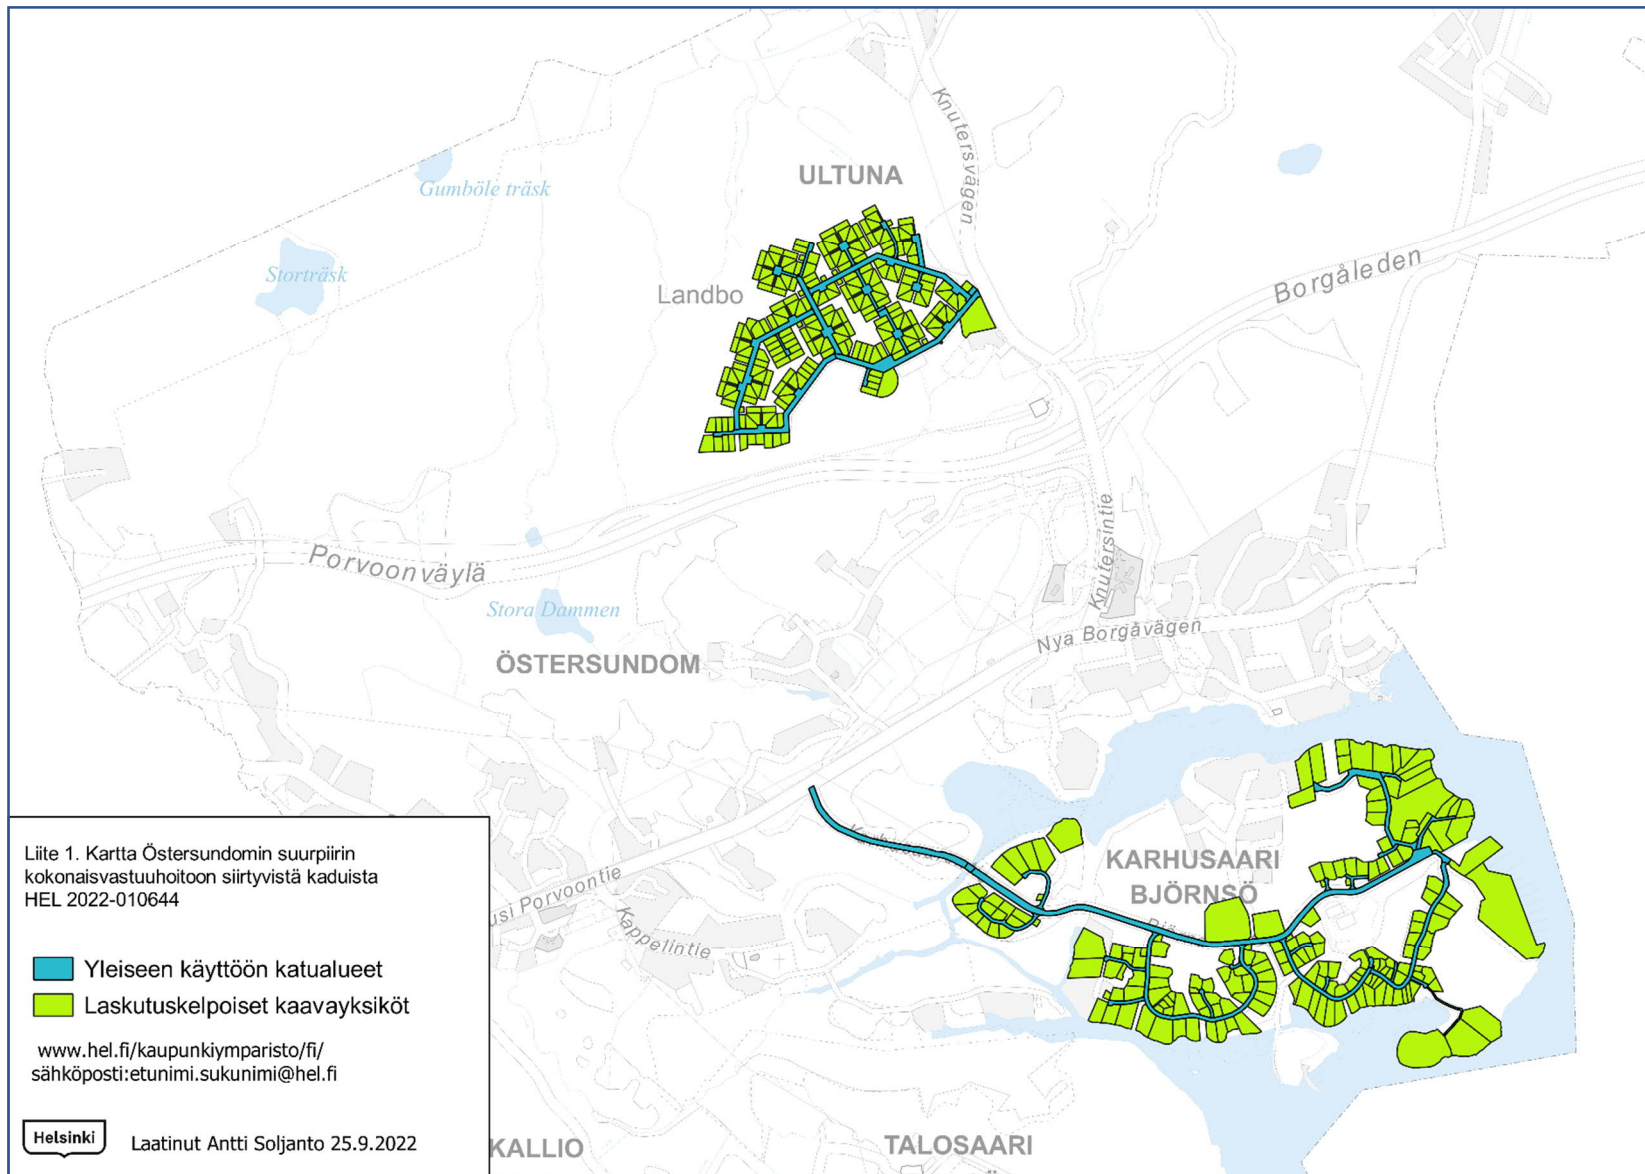 Knutersvägen
ULTUNA
Gumböle träsk
Storträsk
Landbo
Borgåleden
Porvoonväylä
Knutersintie
Stora Dammen
Nya Borgåvägen
ÖSTERSUNDOM
KARHUSAARI
BJÖRNSÖ
usi Porvoontie
Kappelintie
Liite 1. Kartta Östersundomin suurpiirin
kokonaisvastuuhoitoon siirtyvistä kaduista
HEL 2022-010644
Yleiseen käyttöön katualueet
Laskutuskelpoiset kaavayksiköt
www.hel.fi/kaupunkiymparisto/fi/
sähköposti:etunimi.sukunimi@hel.fi
Helsinki
Laatinut Antti Soljanto 25.9.2022
KALLIO
TALOSAARI